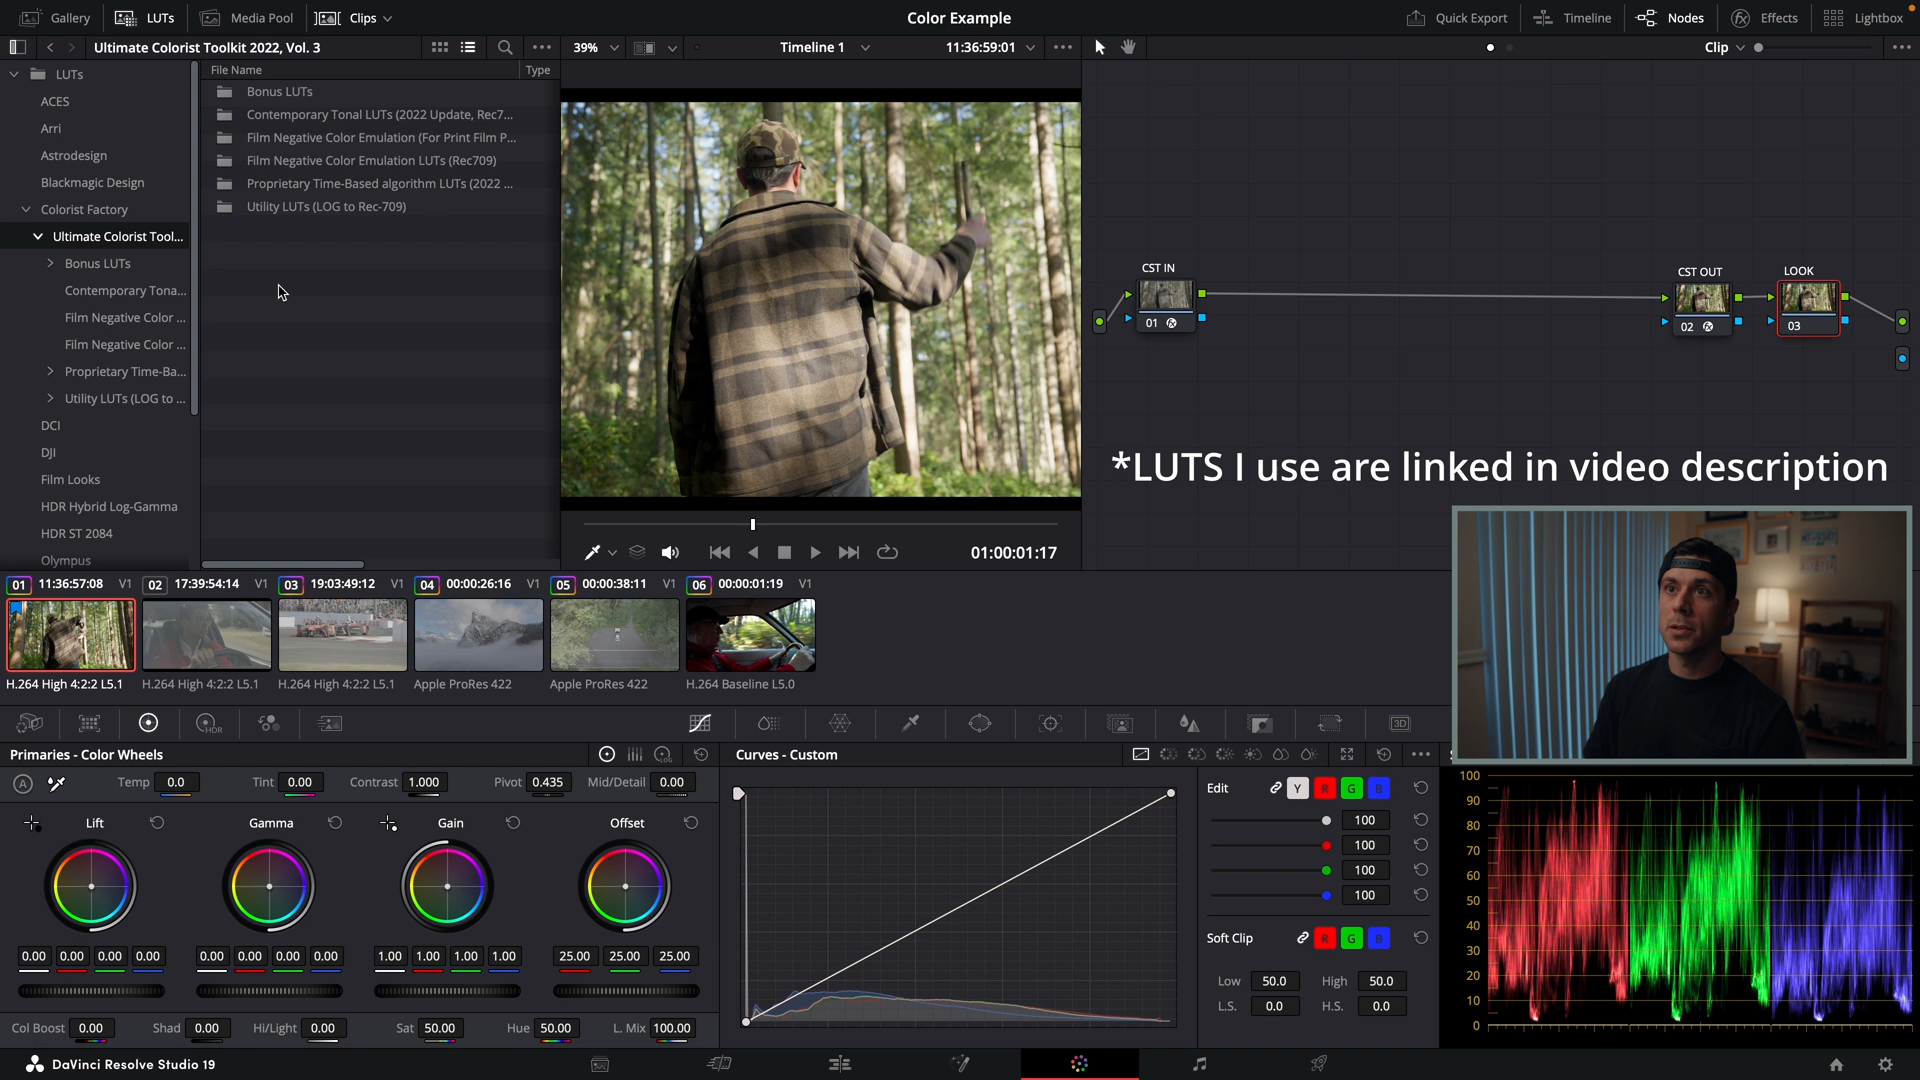 Gallery LUTs Media Pool Clips Color Example Quick Export Timeline Nodes Effects Lightbox
Ultimate Colorist Toolkit 2022, Vol. 3 39% Timeline 1 11:36:59:01 Clip
LUTs
ACES
Arri
Astrodesign
Blackmagic Design
Colorist Factory
Ultimate Colorist Tool...
Bonus LUTs
Contemporary Tona...
Film Negative Color ...
Film Negative Color ...
Proprietary Time-Ba...
Utility LUTs (LOG to ...
DCI
DJI
Film Looks
HDR Hybrid Log-Gamma
HDR ST 2084
Olympus
File Name Type
Bonus LUTs
Contemporary Tonal LUTs (2022 Update, Rec7...
Film Negative Color Emulation (For Print Film P...
Film Negative Color Emulation LUTs (Rec709)
Proprietary Time-Based algorithm LUTs (2022 ...
Utility LUTs (LOG to Rec-709)
01:00:01:17
CST IN
01
CST OUT
02
LOOK
03
*LUTS I use are linked in video description
01 11:36:57:08 V1 02 17:39:54:14 V1 03 19:03:49:12 V1 04 00:00:26:16 V1 05 00:00:38:11 V1 06 00:00:01:19 V1
H.264 High 4:2:2 L5.1 H.264 High 4:2:2 L5.1 H.264 High 4:2:2 L5.1 Apple ProRes 422 Apple ProRes 422 H.264 Baseline L5.0
HDR
3D
Primaries - Color Wheels
LOG
A Temp 0.0 Tint 0.00 Contrast 1.000 Pivot 0.435 Mid/Detail 0.00
Lift Gamma Gain Offset
0.00 0.00 0.00 0.00 0.00 0.00 0.00 0.00 1.00 1.00 1.00 1.00 25.00 25.00 25.00
Col Boost 0.00 Shad 0.00 Hi/Light 0.00 Sat 50.00 Hue 50.00 L. Mix 100.00
Curves - Custom
Edit Y R G B
100
100
100
100
Soft Clip R G B
Low 50.0 High 50.0
L.S. 0.0 H.S. 0.0
100
90
80
70
60
50
40
30
20
10
0
DaVinci Resolve Studio 19